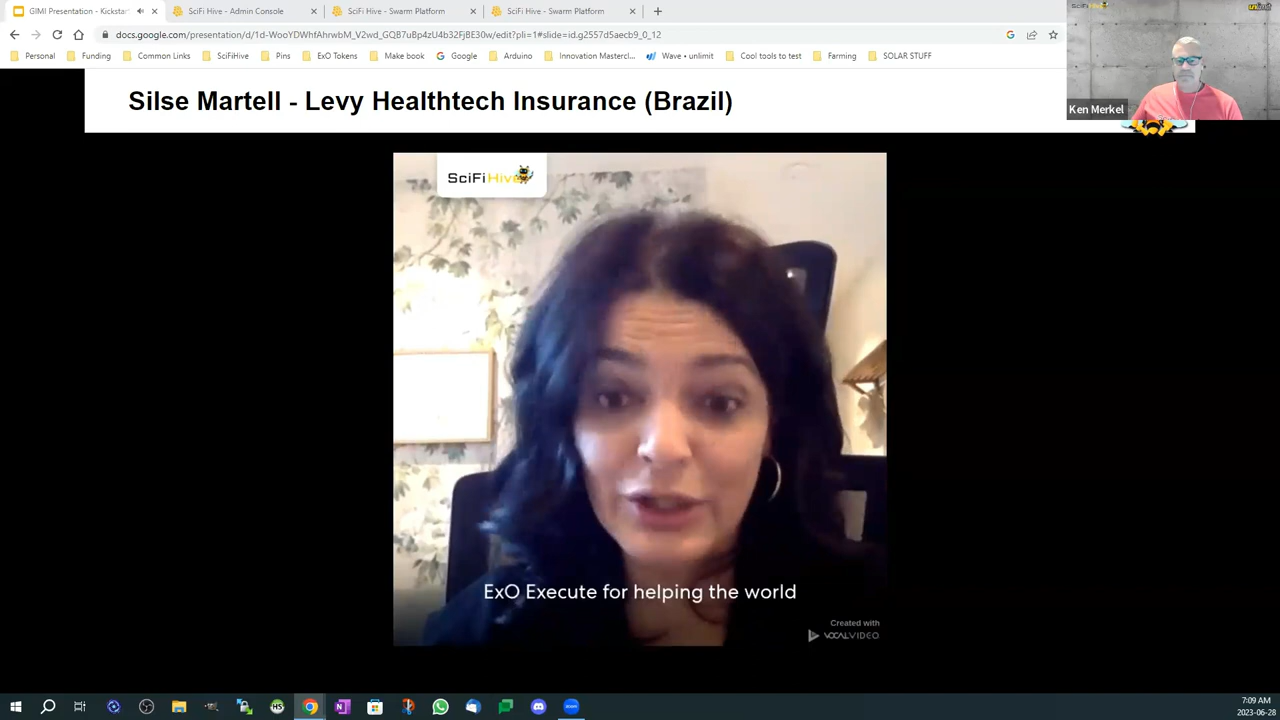 GIMI Presentation - Kickstar
SciFi Hive - Admin Console
SciFi Hive - Swarm Platform
SciFi Hive - Swarm Platform
docs.google.com/presentation/d/1d-WooYDWhfAhrwbM_V2wd_GQB7uBp4zU4b32FjBE30w/edit?pli=1#slide=id.g2557d5aecb9_0_12
Personal
Funding
Common Links
SciFiHive
Pins
ExO Tokens
Make book
Google
Arduino
Innovation Mastercl...
Wave • unlimit
Cool tools to test
Farming
SOLAR STUFF
SciFiHive
unlimit
Ken Merkel
Silse Martell - Levy Healthtech Insurance (Brazil)
SciFiHive
ExO Execute for helping the world
Created with
VOCALVIDEO
7:09 AM
2023-06-28